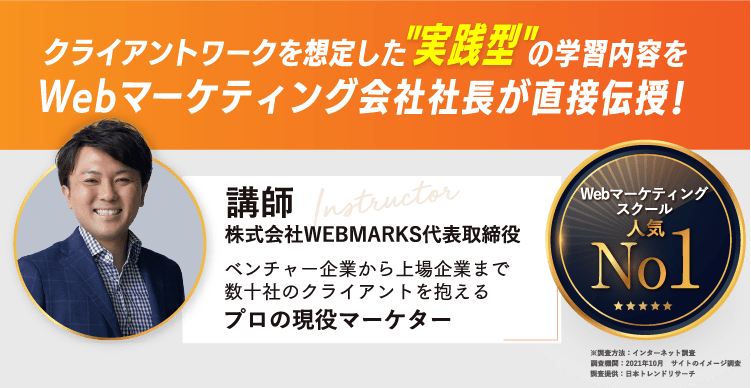 クライアントワークを想定した"実践型"の学習内容を
Webマーケティング会社社長が直接伝授！
講師
Instructor
株式会社WEBMARKS代表取締役
ベンチャー企業から上場企業まで
数十社のクライアントを抱える
プロの現役マーケター
Webマーケティング
スクール
人気
No1
※調査方法：インターネット調査
調査機関：2021年10月 サイトのイメージ調査
調査提供：日本トレンドリサーチ